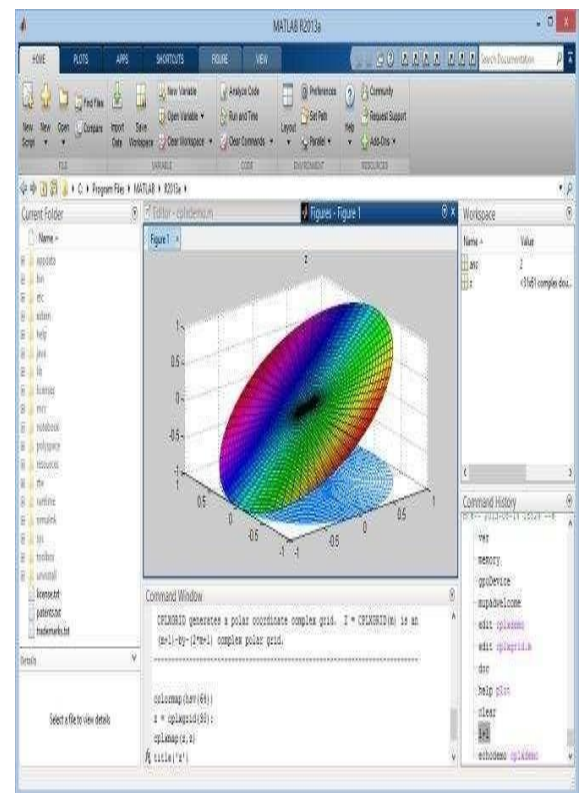 MATLAB R2013a
HOME PLOTS APPS SHORTCUTS FIGURE VIEW Search Documentation
New Script New Open Find Files Compare Import Data Save Workspace New Variable Open Variable Clear Workspace Analyze Code Run and Time Clear Commands Layout Preferences Set Path Parallel Help Community Request Support Add-Ons
FILE VARIABLE CODE ENVIRONMENT RESOURCES
C: Program Files MATLAB R2013a
Current Folder
Name
appdata
bin
etc
extern
help
java
lib
licenses
mcr
notebook
polyspace
resources
rtw
runtime
simulink
sys
toolbox
uninstall
license.txt
patents.txt
trademarks.txt
Details
Select a file to view details
Editor - cplxdemo.m Figures - Figure 1
Figure 1
z
1
0.5
0
-0.5
-1
1
0.5
0
-0.5
-1
-1
-0.5
0
0.5
1
Command Window
CPLXGRID generates a polar coordinate complex grid. Z = CPLXGRID(m) is an
(m+1)-by-(2*m+1) complex polar grid.
colormap(hsv(64))
z = cplxgrid(30);
cplxmap(z,z)
fx title('z')
Workspace
Name Value
ans 2
z <31x61 complex dou...
Command History
ver
memory
gpuDevice
mupadwelcome
edit cplxdemo
edit cplxgrid.m
doc
help plot
clear
1+1
echodemo cplxdemo